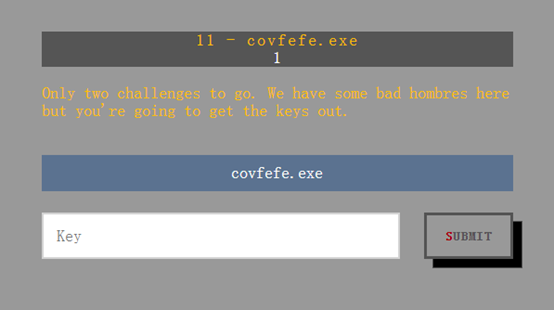 11 - covfefe.exe
1
Only two challenges to go. We have some bad hombres here
but you're going to get the keys out.
covfefe.exe
Key
SUBMIT